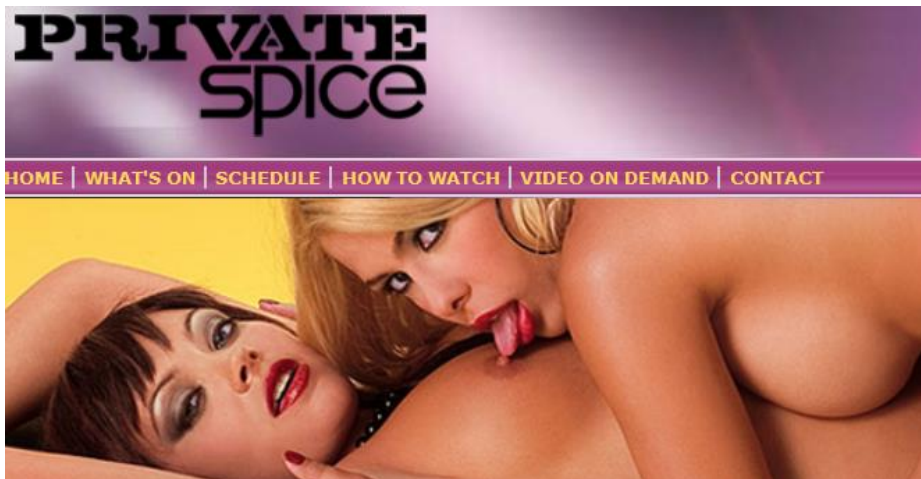 PRIVATE
spice
HOME | WHAT'S ON | SCHEDULE | HOW TO WATCH | VIDEO ON DEMAND | CONTACT